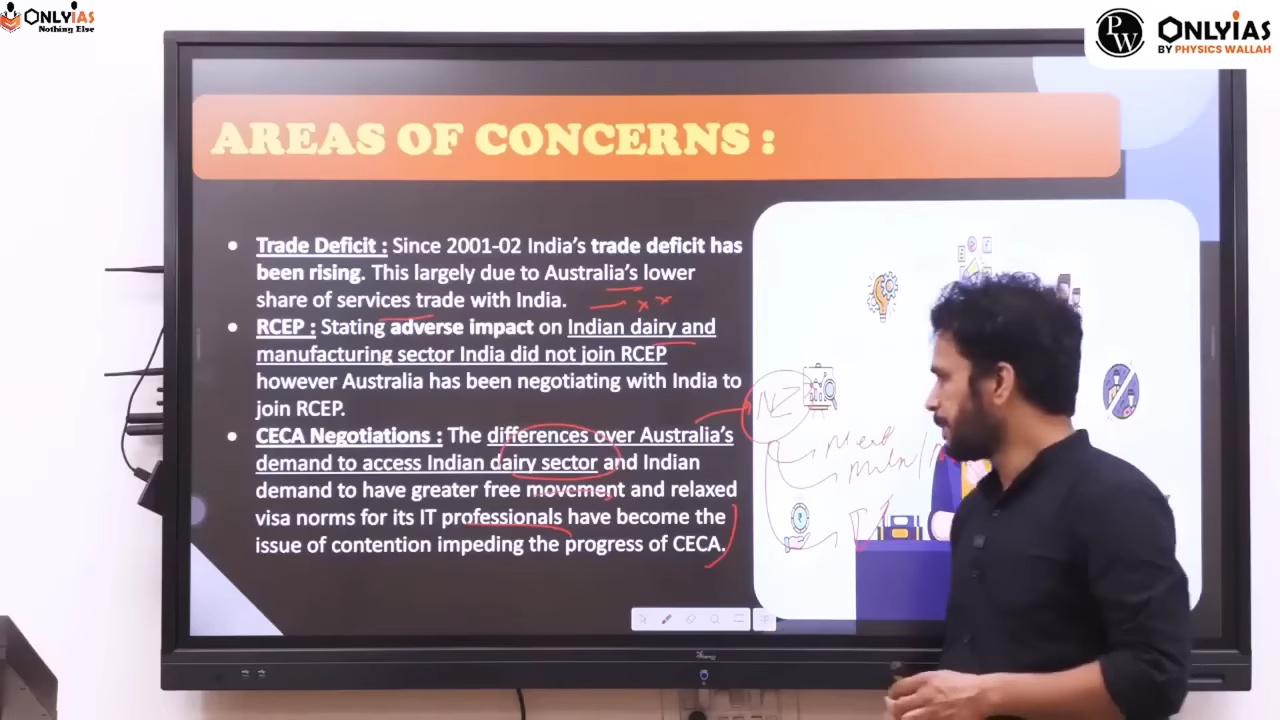 ONLYIAS
Nothing Else
PW
ONLYIAS
BY PHYSICS WALLAH
AREAS OF CONCERNS :
• Trade Deficit : Since 2001-02 India's trade deficit has
been rising. This largely due to Australia's lower
share of services trade with India.
• RCEP : Stating adverse impact on Indian dairy and
manufacturing sector India did not join RCEP
however Australia has been negotiating with India to
join RCEP.
• CECA Negotiations : The differences over Australia's
demand to access Indian dairy sector and Indian
demand to have greater free movement and relaxed
visa norms for its IT professionals have become the
issue of contention impeding the progress of CECA.
NZ